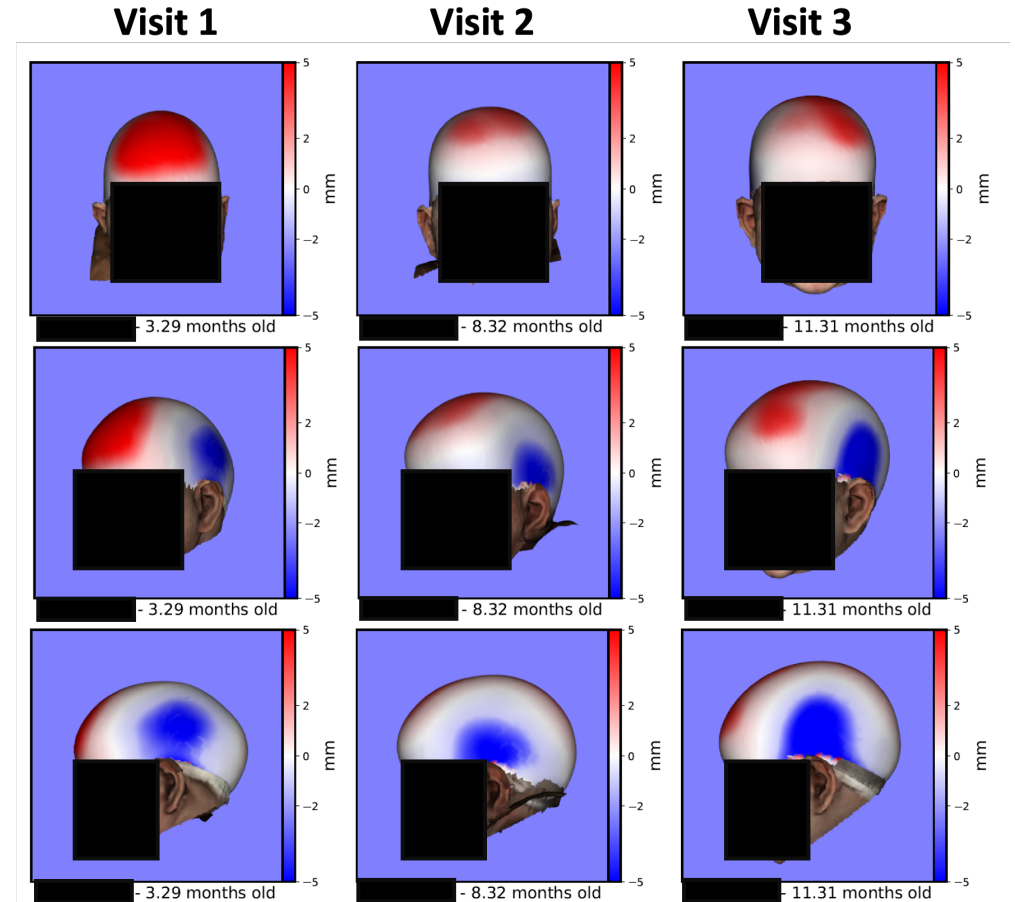 Visit 1 Visit 2 Visit 3
5 5 5
2 2 2
0 mm 0 mm 0 mm
−2 −2 −2
−5 −5 −5
- 3.29 months old - 8.32 months old - 11.31 months old
5 5 5
2 2 2
0 mm 0 mm 0 mm
−2 −2 −2
−5 −5 −5
- 3.29 months old - 8.32 months old - 11.31 months old
5 5 5
2 2 2
0 mm 0 mm 0 mm
−2 −2 −2
−5 −5 −5
- 3.29 months old - 8.32 months old - 11.31 months old